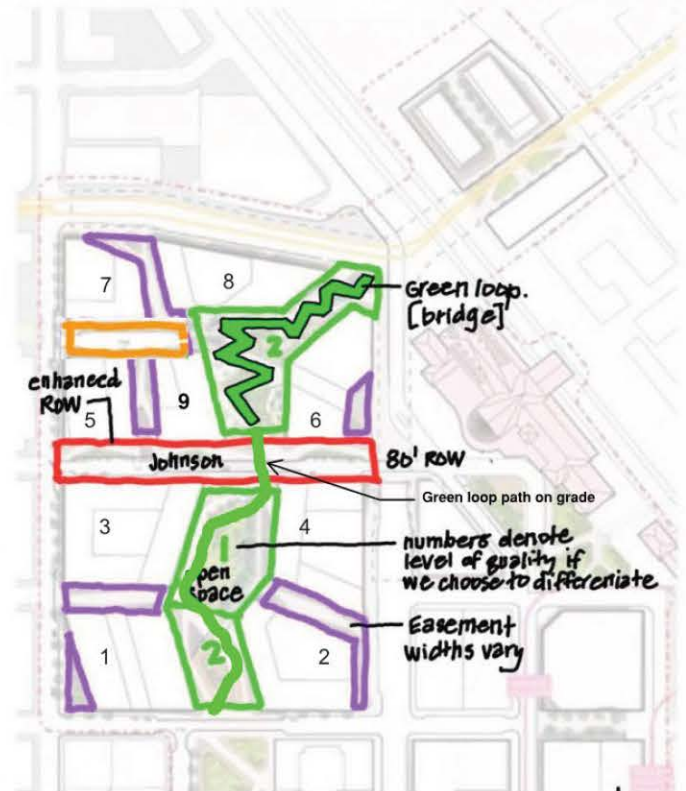 7
8
Green loop.
[bridge]
2
enhaneed
ROW
5
9
6
Johnson
80' ROW
Green loop path on grade
3
4
1
open
space
numbers denote
level of quality if
we choose to differeniate
Easement
widths vary
1
2
2